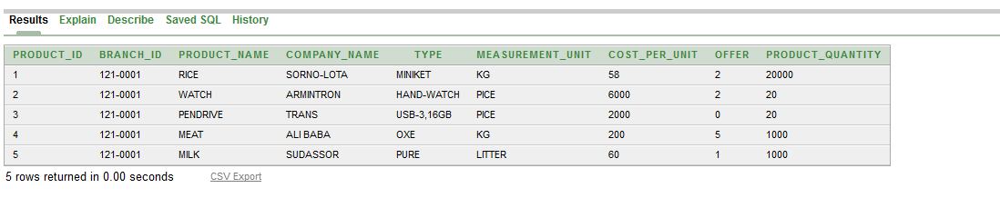 Results Explain Describe Saved SQL History
PRODUCT_ID BRANCH_ID PRODUCT_NAME COMPANY_NAME TYPE MEASUREMENT_UNIT COST_PER_UNIT OFFER PRODUCT_QUANTITY
1 121-0001 RICE SORNO-LOTA MINIKET KG 58 2 20000
2 121-0001 WATCH ARMINTRON HAND-WATCH PICE 6000 2 20
3 121-0001 PENDRIVE TRANS USB-3,16GB PICE 2000 0 20
4 121-0001 MEAT ALI BABA OXE KG 200 5 1000
5 121-0001 MILK SUDASSOR PURE LITTER 60 1 1000
5 rows returned in 0.00 seconds CSV Export